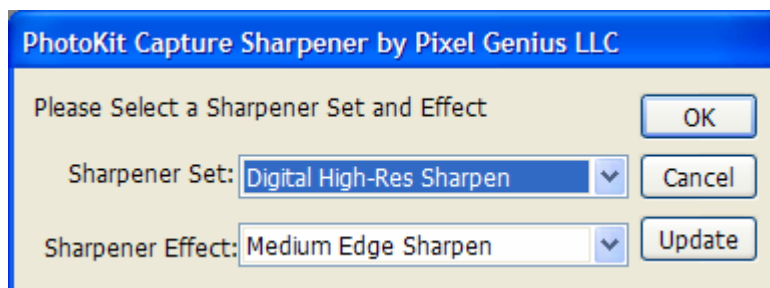 PhotoKit Capture Sharpener by Pixel Genius LLC
Please Select a Sharpener Set and Effect
OK
Sharpener Set: Digital High-Res Sharpen
Cancel
Sharpener Effect: Medium Edge Sharpen
Update